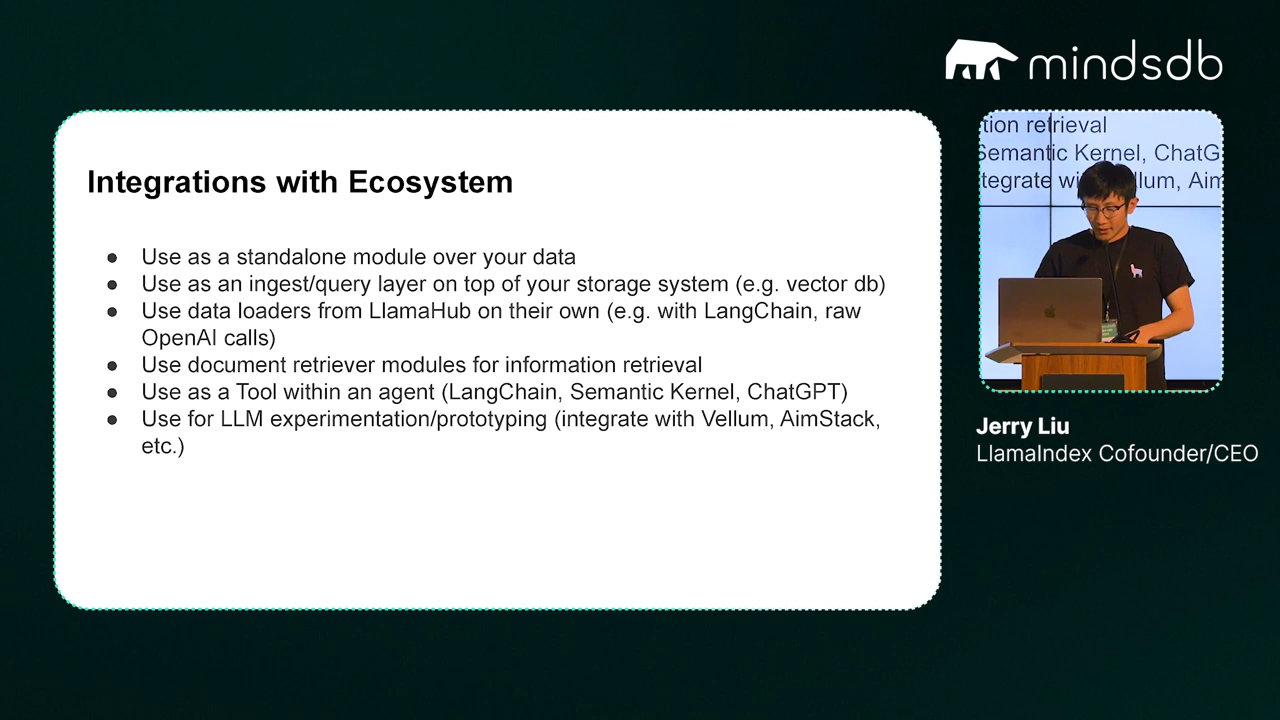 mindsdb
Integrations with Ecosystem
● Use as a standalone module over your data
● Use as an ingest/query layer on top of your storage system (e.g. vector db)
● Use data loaders from LlamaHub on their own (e.g. with LangChain, raw
OpenAI calls)
● Use document retriever modules for information retrieval
● Use as a Tool within an agent (LangChain, Semantic Kernel, ChatGPT)
● Use for LLM experimentation/prototyping (integrate with Vellum, AimStack,
etc.)
tion retrieval
Semantic Kernel, ChatG
tegrate wi llum, Aim
Jerry Liu
LlamaIndex Cofounder/CEO